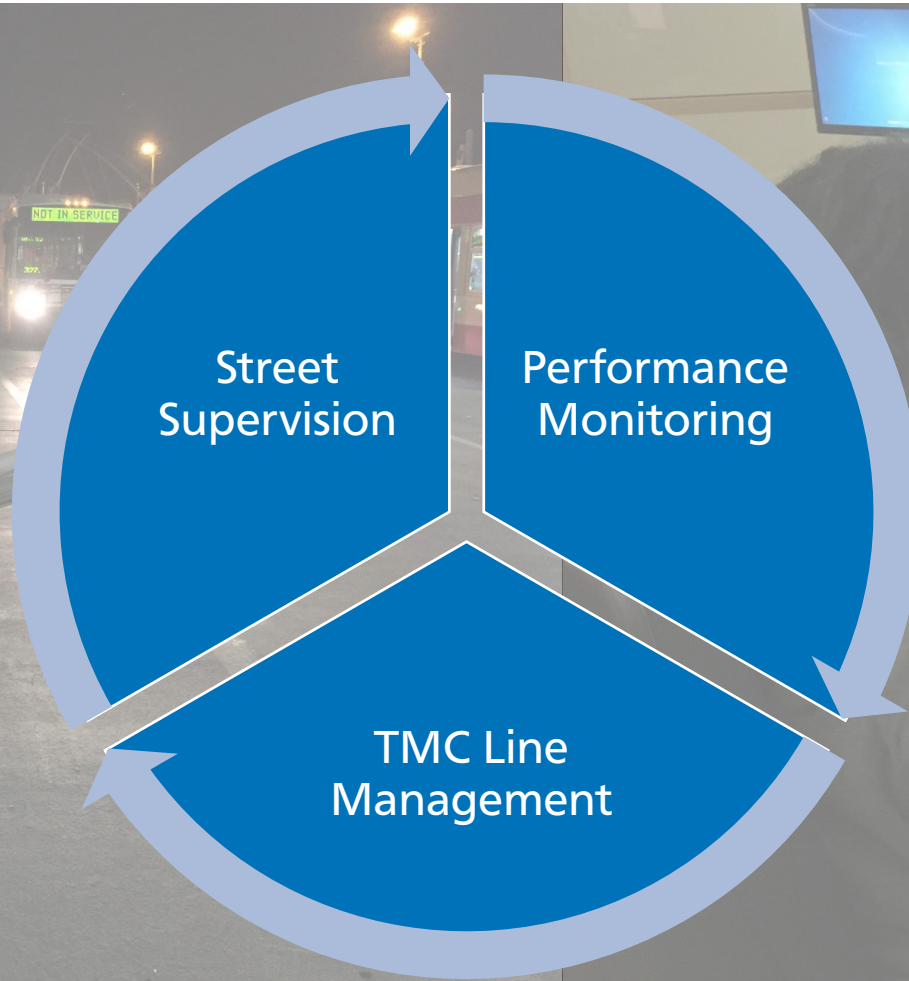 NOT IN SERVICE
Street
Supervision
Performance
Monitoring
TMC Line
Management